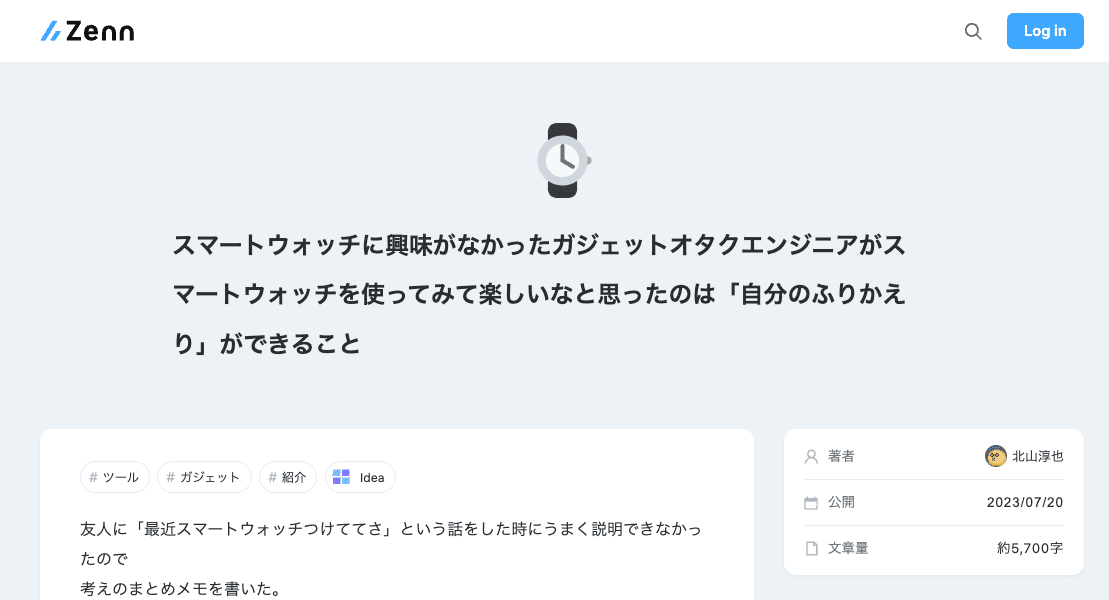 Zenn
Log in
スマートウォッチに興味がなかったガジェットオタクエンジニアがス
マートウォッチを使ってみて楽しいなと思ったのは「自分のふりかえ
り」ができること
# ツール # ガジェット # 紹介 Idea
友人に「最近スマートウォッチつけててさ」という話をした時にうまく説明できなかっ
たので
考えのまとめメモを書いた。
著者 北山淳也
公開 2023/07/20
文章量 約5,700字